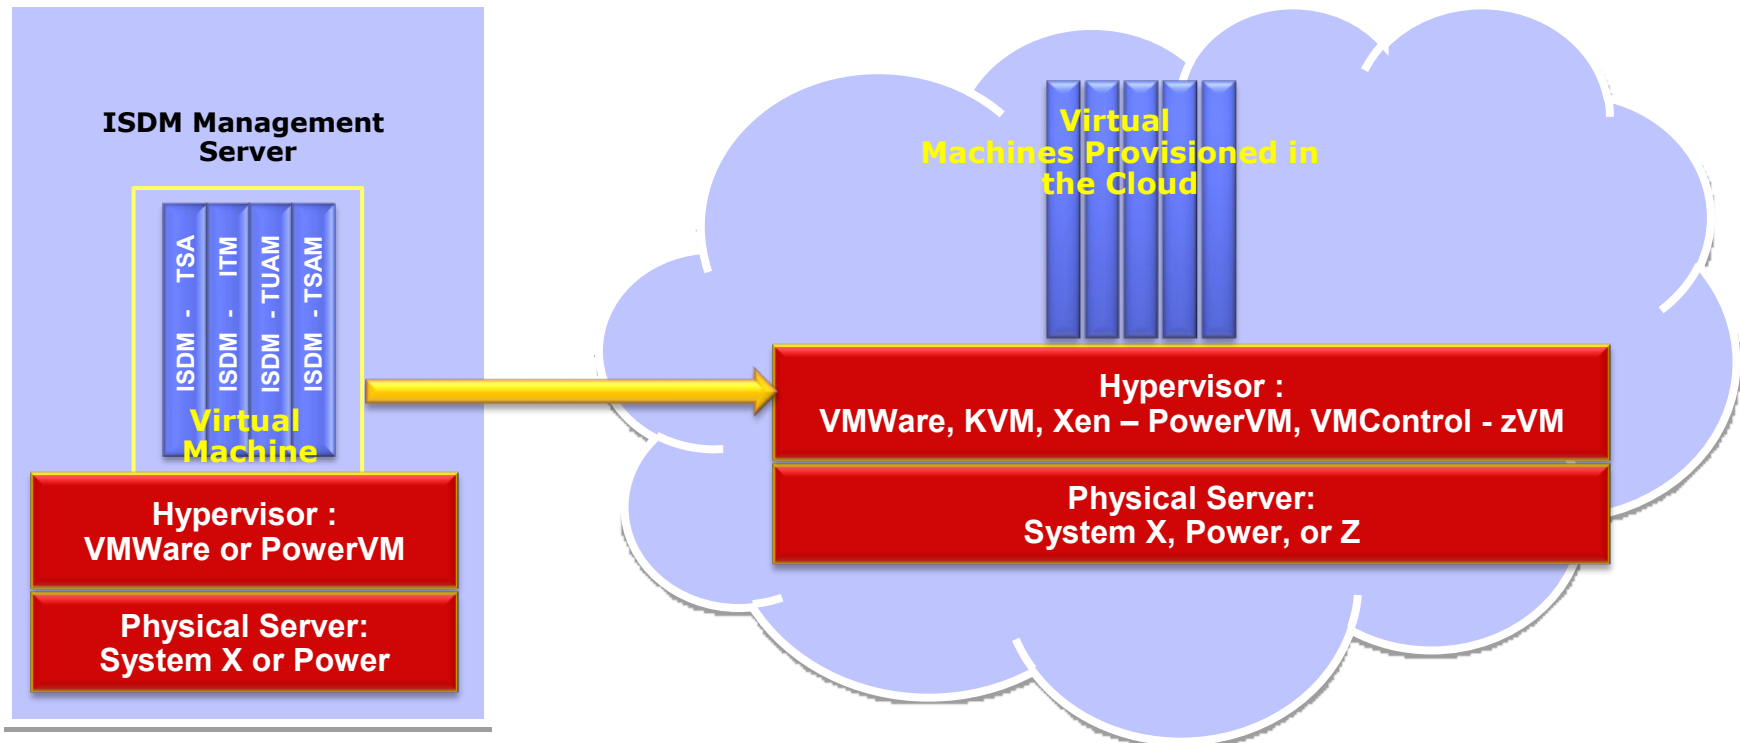 ISDM Management
Server
ISDM - TSA
ISDM - ITM
ISDM - TUAM
ISDM - TSAM
Virtual
Machine
Hypervisor :
VMWare or PowerVM
Physical Server:
System X or Power
Virtual
Machines Provisioned in
the Cloud
Hypervisor :
VMWare, KVM, Xen – PowerVM, VMControl - zVM
Physical Server:
System X, Power, or Z